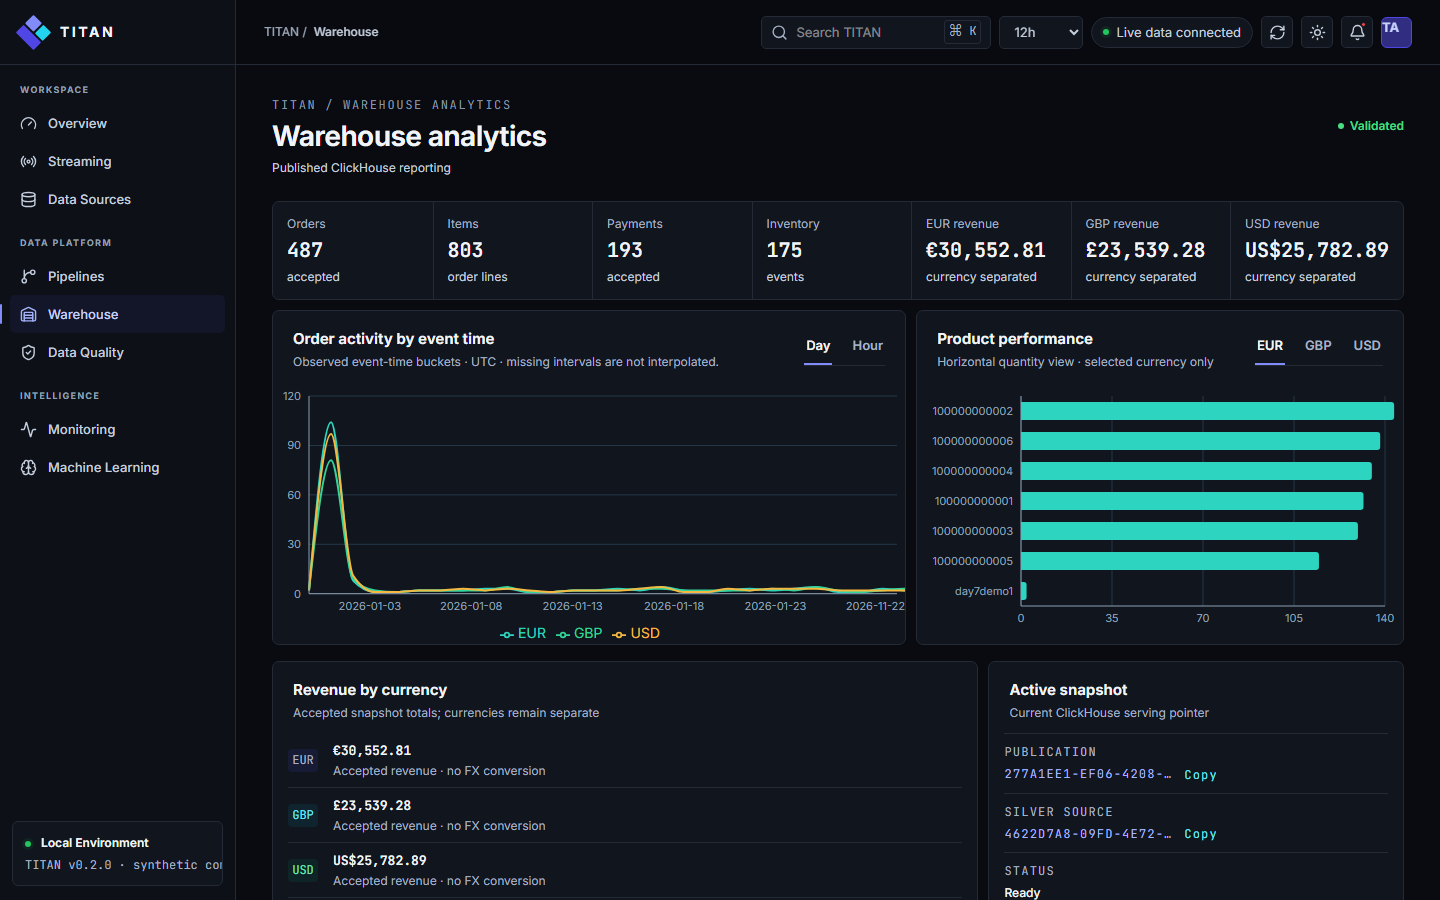 TITAN
TITAN / Warehouse
Search TITAN
⌘ K
12h
Live data connected
TA
WORKSPACE
Overview
Streaming
Data Sources
DATA PLATFORM
Pipelines
Warehouse
Data Quality
INTELLIGENCE
Monitoring
Machine Learning
Local Environment
TITAN v0.2.0 · synthetic
TITAN / WAREHOUSE ANALYTICS
Warehouse analytics
Published ClickHouse reporting
Validated
Orders
487
accepted
Items
803
order lines
Payments
193
accepted
Inventory
175
events
EUR revenue
€30,552.81
currency separated
GBP revenue
£23,539.28
currency separated
USD revenue
US$25,782.89
currency separated
Order activity by event time
Observed event-time buckets · UTC · missing intervals are not interpolated.
Day Hour
120
90
60
30
0
2026-01-03 2026-01-08 2026-01-13 2026-01-18 2026-01-23 2026-11-22
EUR GBP USD
Product performance
Horizontal quantity view · selected currency only
EUR GBP USD
100000000002
100000000006
100000000004
100000000001
100000000003
100000000005
day7demo1
0 35 70 105 140
Revenue by currency
Accepted snapshot totals; currencies remain separate
EUR
€30,552.81
Accepted revenue · no FX conversion
GBP
£23,539.28
Accepted revenue · no FX conversion
USD
US$25,782.89
Accepted revenue · no FX conversion
Active snapshot
Current ClickHouse serving pointer
PUBLICATION
277A1EE1-EF06-4208-… Copy
SILVER SOURCE
4622D7A8-09FD-4E72-… Copy
STATUS
Ready